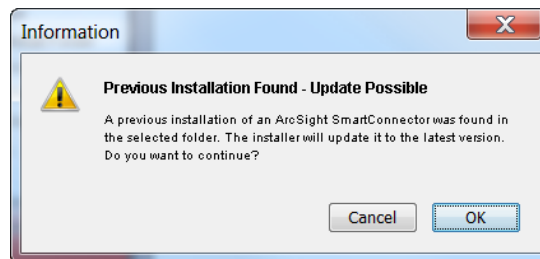 Information
Previous Installation Found - Update Possible
A previous installation of an ArcSight SmartConnector was found in
the selected folder. The installer will update it to the latest version.
Do you want to continue?
Cancel
OK